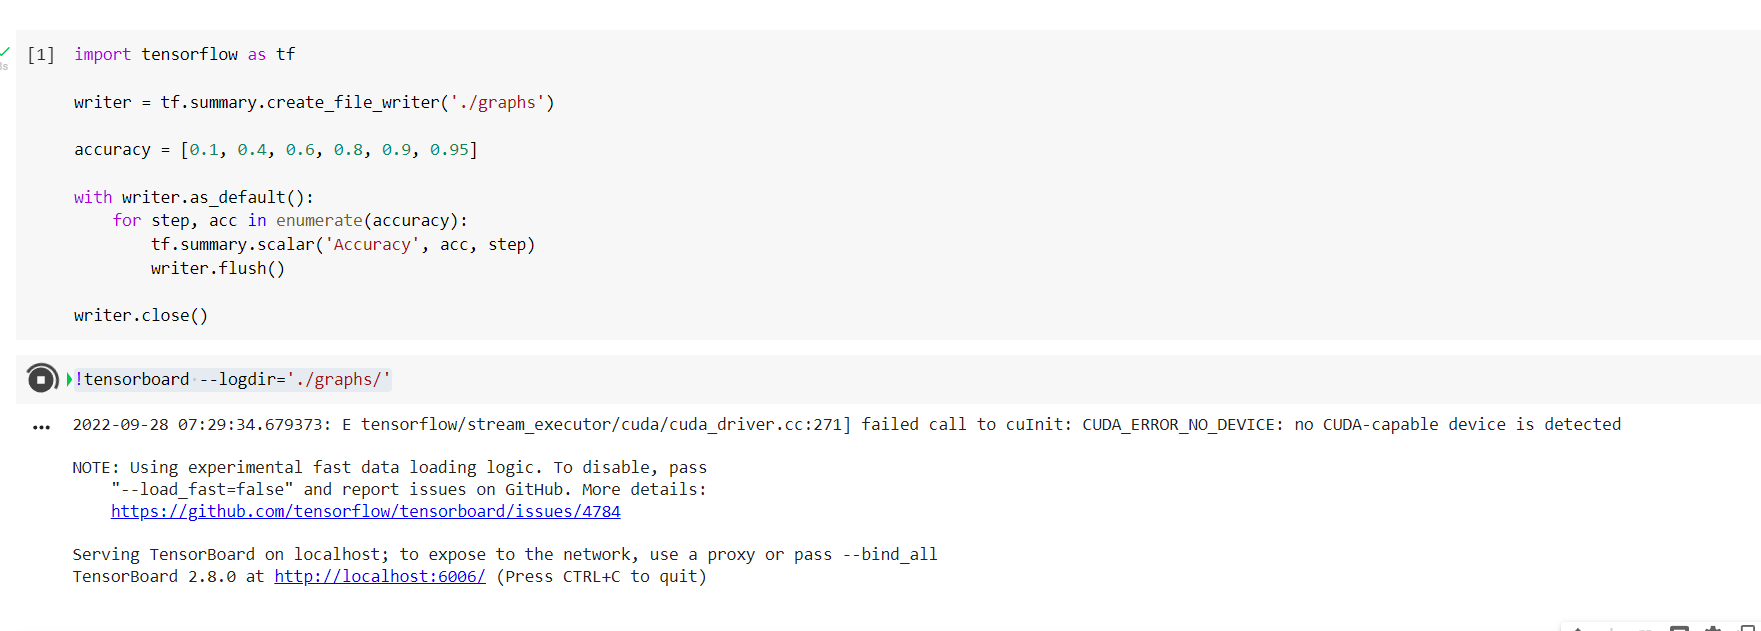 [1] import tensorflow as tf
writer = tf.summary.create_file_writer('./graphs')
accuracy = [0.1, 0.4, 0.6, 0.8, 0.9, 0.95]
with writer.as_default():
for step, acc in enumerate(accuracy):
tf.summary.scalar('Accuracy', acc, step)
writer.flush()
writer.close()
!tensorboard --logdir='./graphs/'
2022-09-28 07:29:34.679373: E tensorflow/stream_executor/cuda/cuda_driver.cc:271] failed call to cuInit: CUDA_ERROR_NO_DEVICE: no CUDA-capable device is detected
NOTE: Using experimental fast data loading logic. To disable, pass
"--load_fast=false" and report issues on GitHub. More details:
https://github.com/tensorflow/tensorboard/issues/4784
Serving TensorBoard on localhost; to expose to the network, use a proxy or pass --bind_all
TensorBoard 2.8.0 at http://localhost:6006/ (Press CTRL+C to quit)